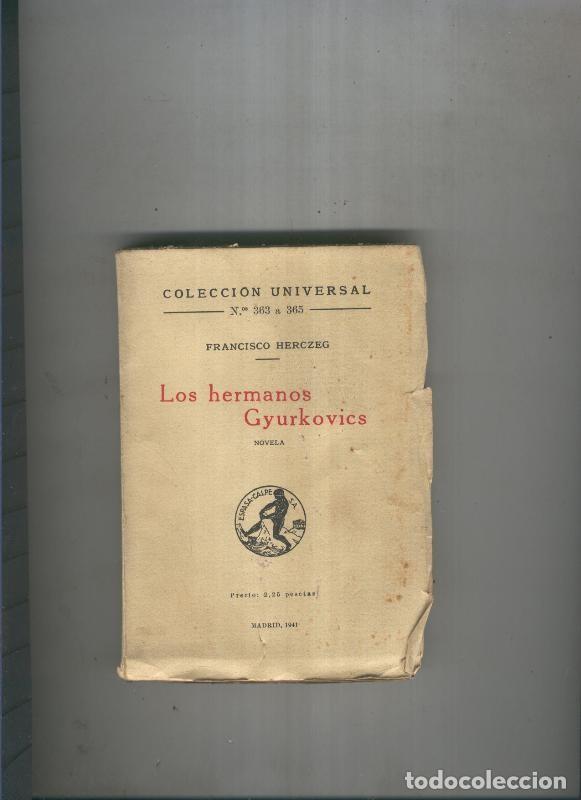 COLECCIÓN UNIVERSAL
N.os 363 a 365
FRANCISCO HERCZEG
Los hermanos
Gyurkovics
NOVELA
ESPASA-CALPE S.A.
Precio: 2,25 pesetas
MADRID, 1941
todocoleccion